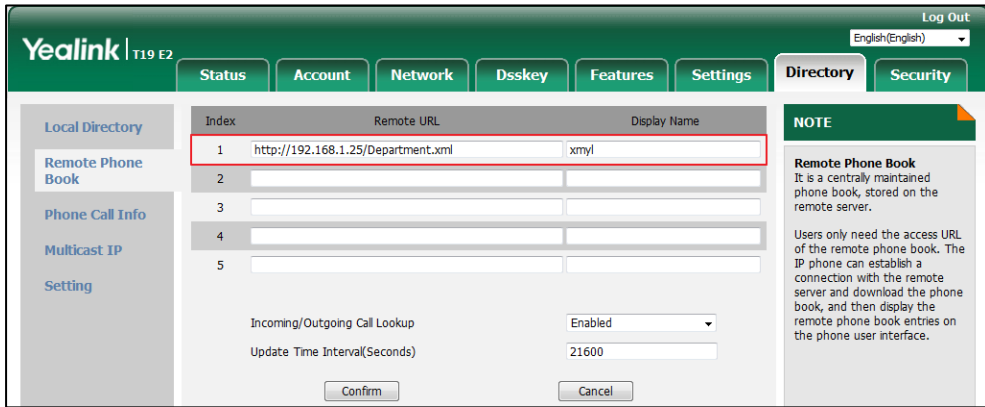 Log Out
Yealink T19 E2
English(English)
Status Account Network Dsskey Features Settings Directory Security
Local Directory
Remote Phone
Book
Phone Call Info
Multicast IP
Setting
Index Remote URL Display Name
1 http://192.168.1.25/Department.xml xmyl
2
3
4
5
Incoming/Outgoing Call Lookup Enabled
Update Time Interval(Seconds) 21600
Confirm Cancel
NOTE
Remote Phone Book
It is a centrally maintained
phone book, stored on the
remote server.
Users only need the access URL
of the remote phone book. The
IP phone can establish a
connection with the remote
server and download the phone
book, and then display the
remote phone book entries on
the phone user interface.